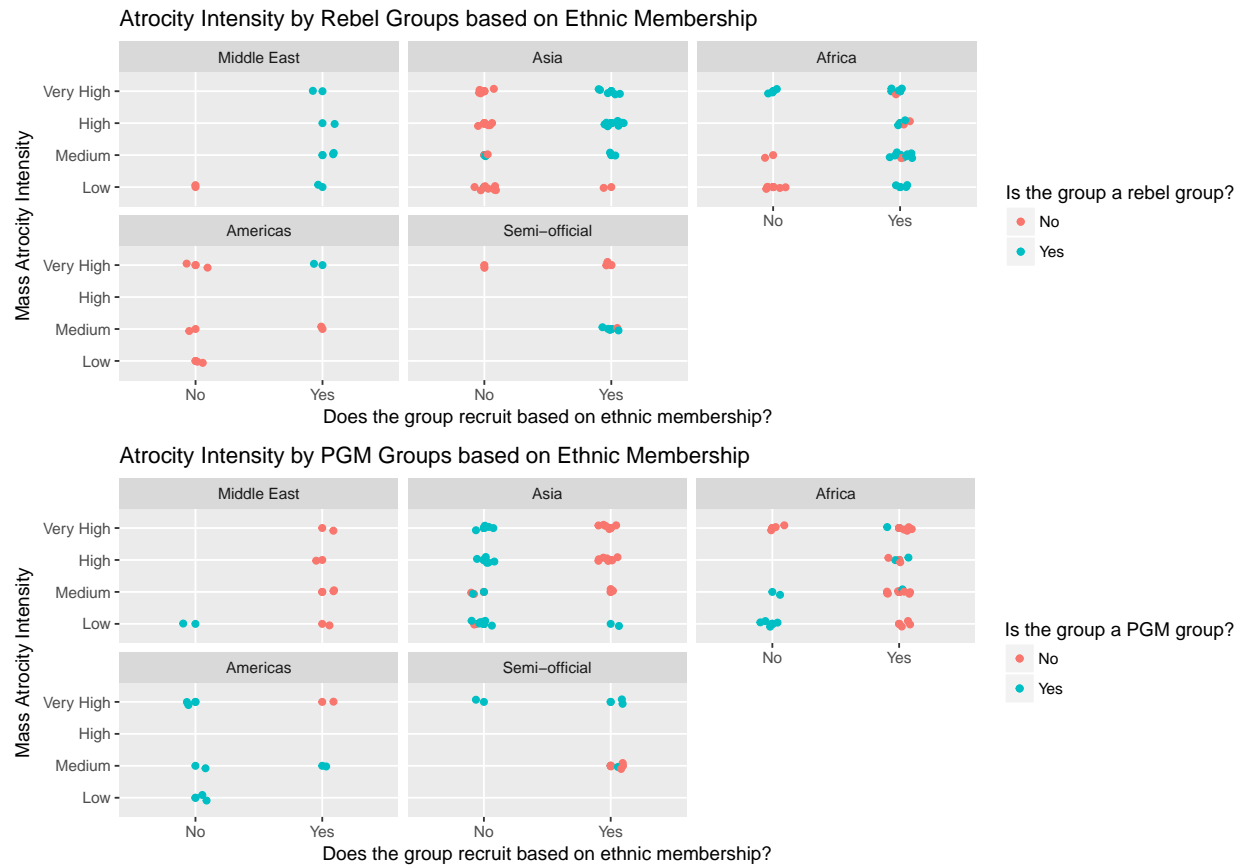 Atrocity Intensity by Rebel Groups based on Ethnic Membership
Middle East
Asia
Africa
Very High
High
Medium
Low
No
Yes
Americas
Semi−official
Very High
High
Medium
Low
No
Yes
No
Yes
Mass Atrocity Intensity
Does the group recruit based on ethnic membership?
Is the group a rebel group?
No
Yes
Atrocity Intensity by PGM Groups based on Ethnic Membership
Middle East
Asia
Africa
Very High
High
Medium
Low
No
Yes
Americas
Semi−official
Very High
High
Medium
Low
No
Yes
No
Yes
Mass Atrocity Intensity
Does the group recruit based on ethnic membership?
Is the group a PGM group?
No
Yes